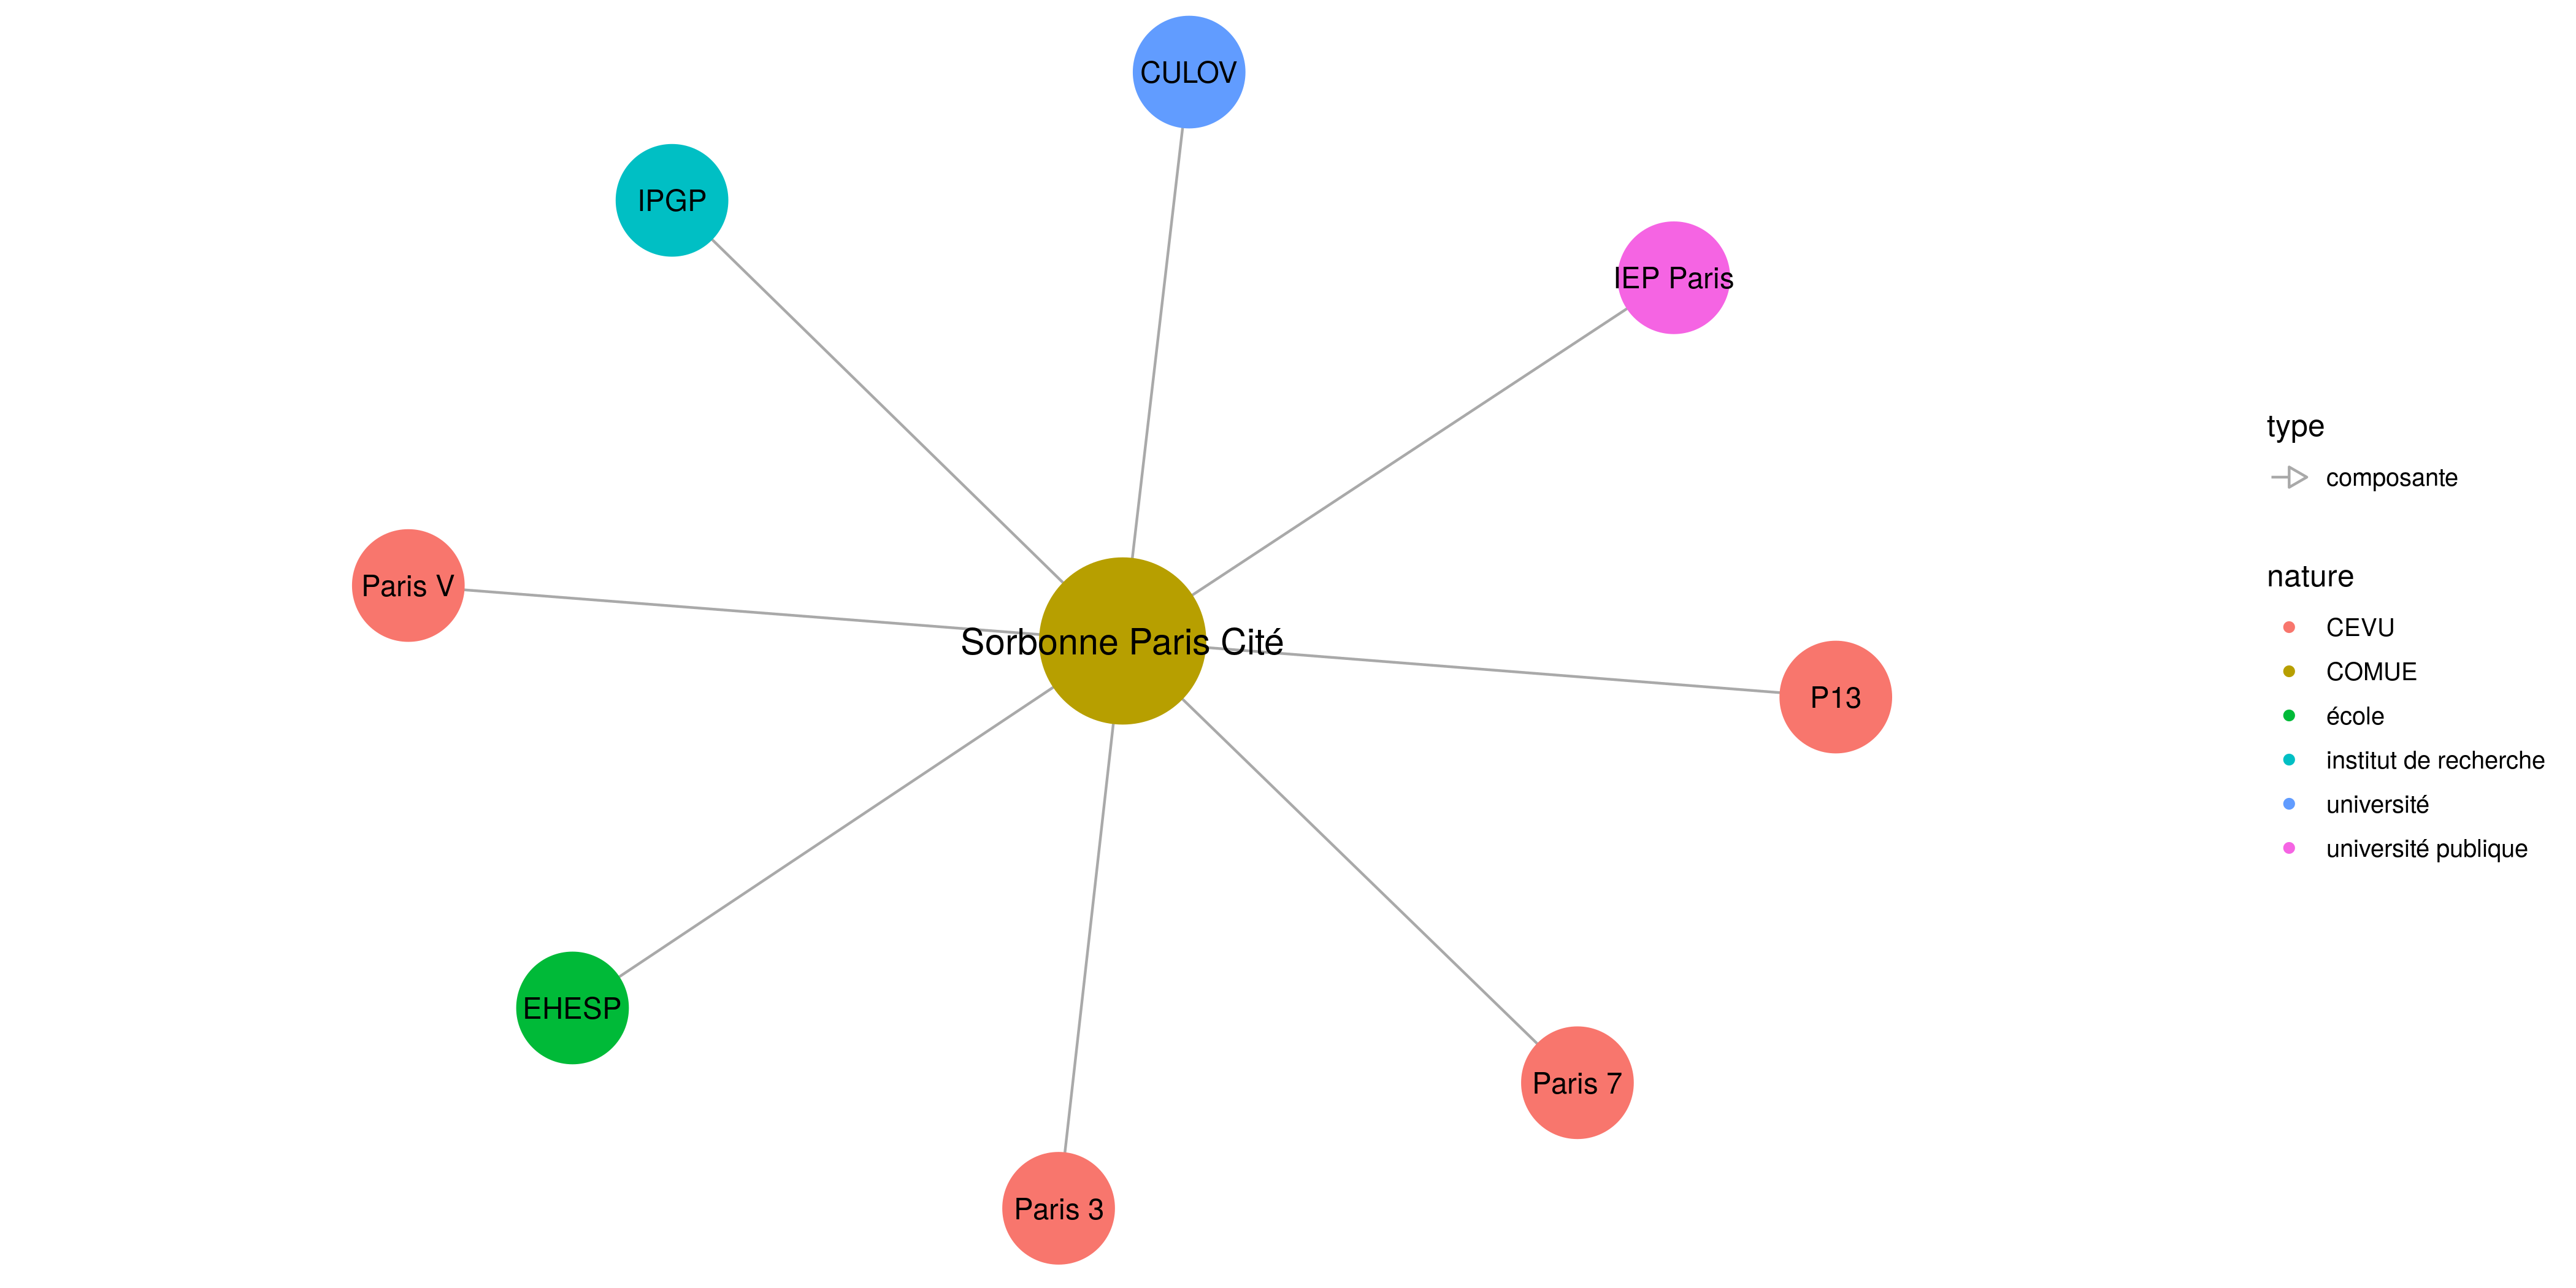 CULOV
IPGP
IEP Paris
Paris V
Sorbonne Paris Cité
P13
EHESP
Paris 7
Paris 3
type
composante
nature
CEVU
COMUE
école
institut de recherche
université
université publique